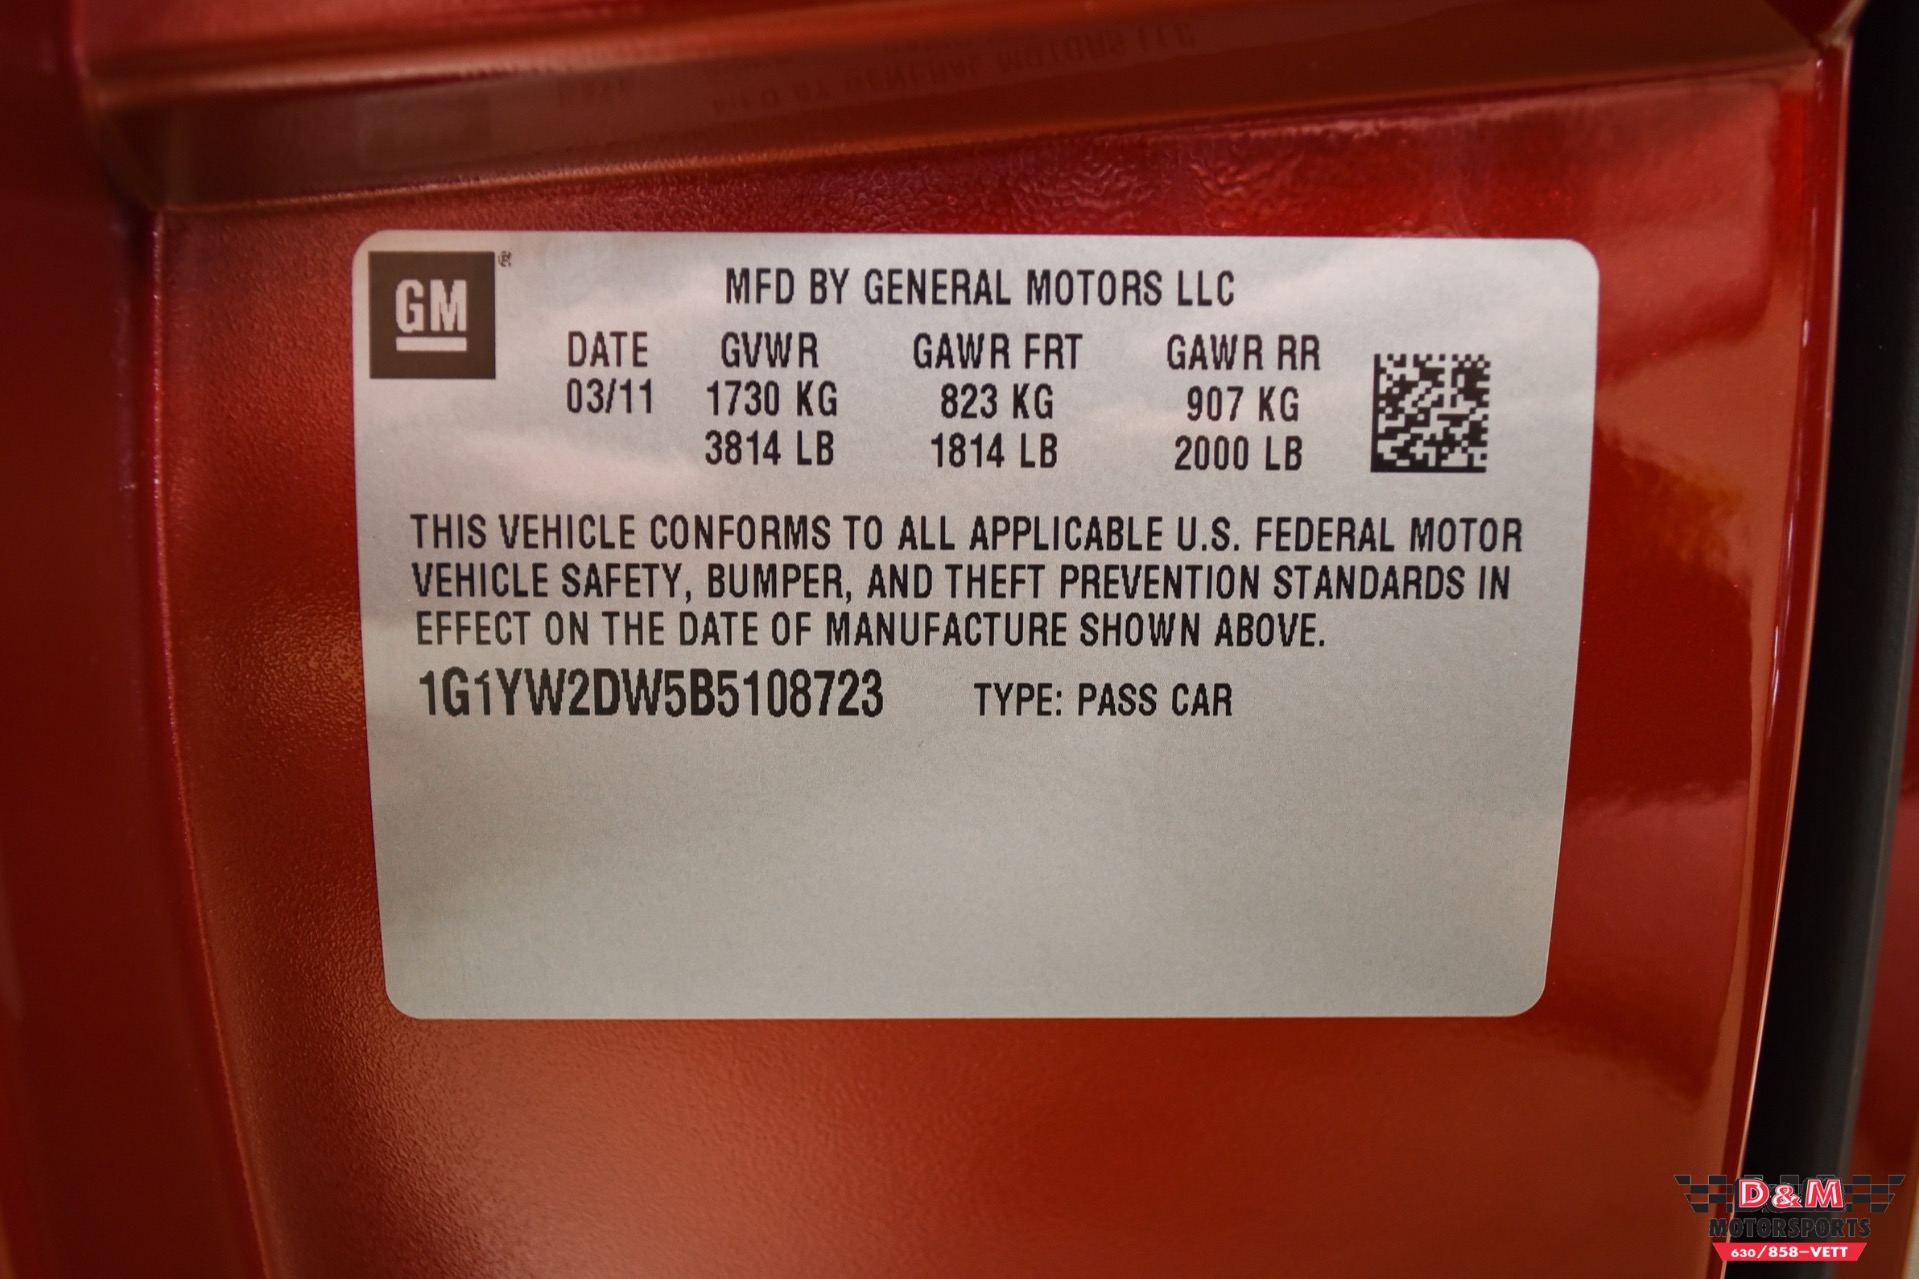 GM®
MFD BY GENERAL MOTORS LLC
DATE GVWR GAWR FRT GAWR RR
03/11 1730 KG 823 KG 907 KG
3814 LB 1814 LB 2000 LB
THIS VEHICLE CONFORMS TO ALL APPLICABLE U.S. FEDERAL MOTOR
VEHICLE SAFETY, BUMPER, AND THEFT PREVENTION STANDARDS IN
EFFECT ON THE DATE OF MANUFACTURE SHOWN ABOVE.
1G1YW2DW5B5108723 TYPE: PASS CAR
D&M
MOTORSPORTS
630/858-VETT